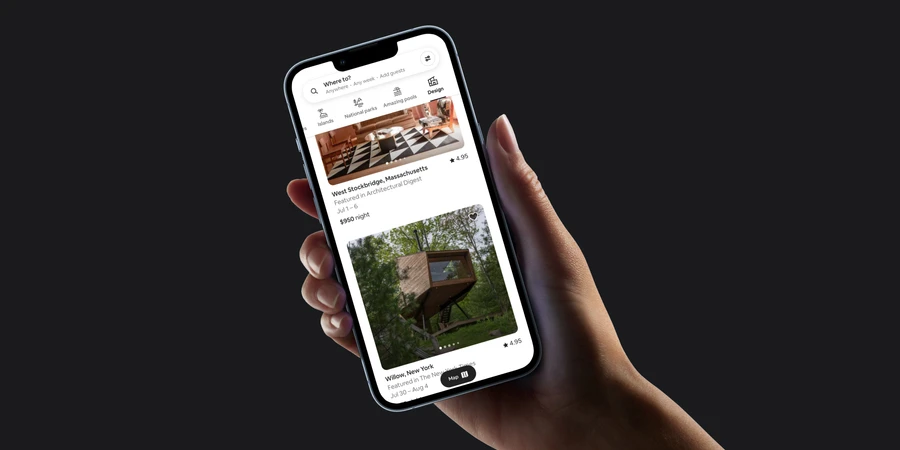 Where to?
Anywhere · Any week · Add guests
Islands
National parks
Amazing pools
Design
West Stockbridge, Massachusetts
★ 4.95
Featured in Architectural Digest
Jul 1 – 6
$950 night
Willow, New York
★ 4.95
Featured in The New York Times
Jul 30 – Aug 4
Map